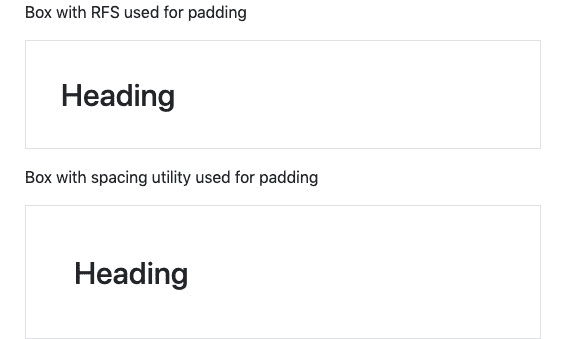 Box with RFS used for padding
Heading
Box with spacing utility used for padding
Heading